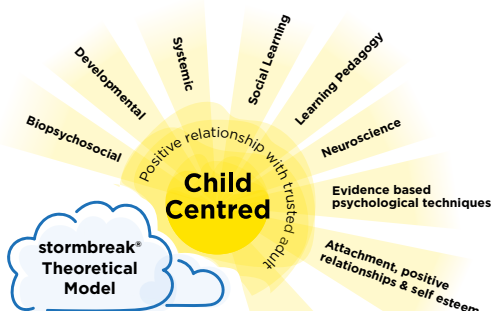 Biopsychosocial
Developmental
Systemic
Social Learning
Learning Pedagogy
Neuroscience
Evidence based
psychological techniques
Attachment, positive
relationships & self esteem
Positive relationship with trusted adult
Child
Centred
stormbreak®
Theoretical
Model